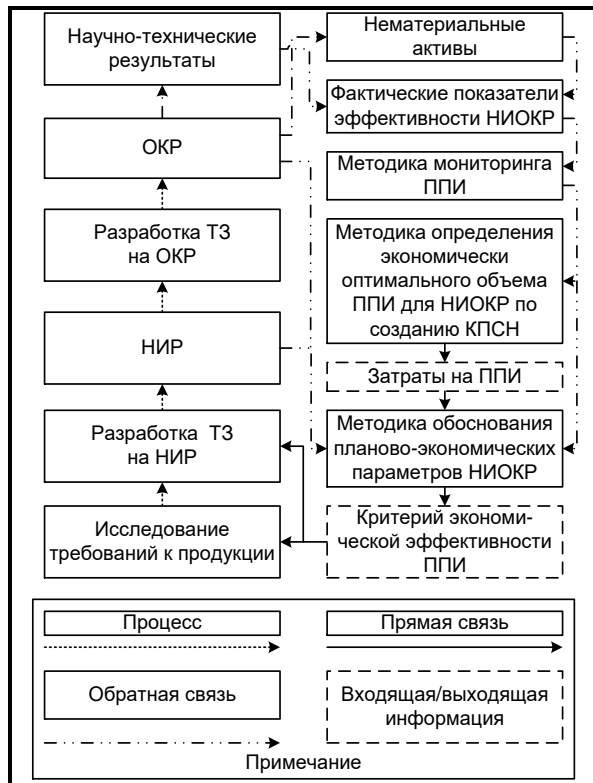 Научно-технические
результаты
ОКР
Разработка ТЗ
на ОКР
НИР
Разработка ТЗ
на НИР
Исследование
требований к продукции
Нематериальные
активы
Фактические показатели
эффективности НИОКР
Методика мониторинга
ППИ
Методика определения
экономически
оптимального объема
ППИ для НИОКР по
созданию КПСН
Затраты на ППИ
Методика обоснования
планово-экономических
параметров НИОКР
Критерий экономи-
ческой эффективности
ППИ
Процесс
Прямая связь
Обратная связь
Входящая/выходящая
информация
Примечание